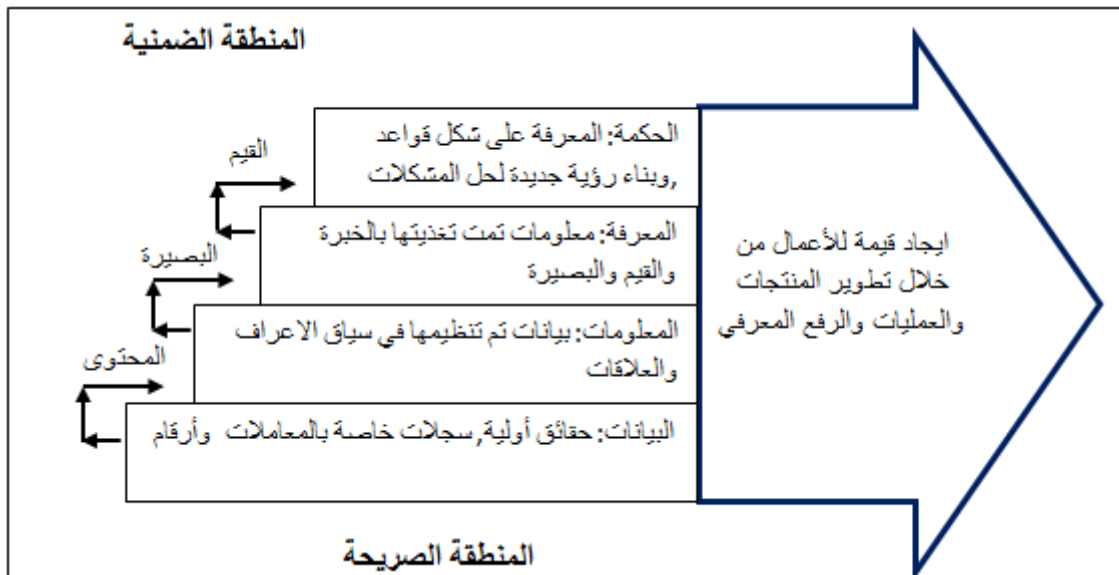 المنطقة الضمنية
الحكمة: المعرفة على شكل قواعد
,وبناء رؤية جديدة لحل المشكلات
القيم
المعرفة: معلومات تمت تغذيتها بالخبرة
والقيم والبصيرة
البصيرة
المعلومات: بيانات تم تنظيمها في سياق الاعراف
والعلاقات
المحتوى
البيانات: حقائق أولية, سجلات خاصة بالمعاملات وأرقام
ايجاد قيمة للأعمال من
خلال تطوير المنتجات
والعمليات والرفع المعرفي
المنطقة الصريحة